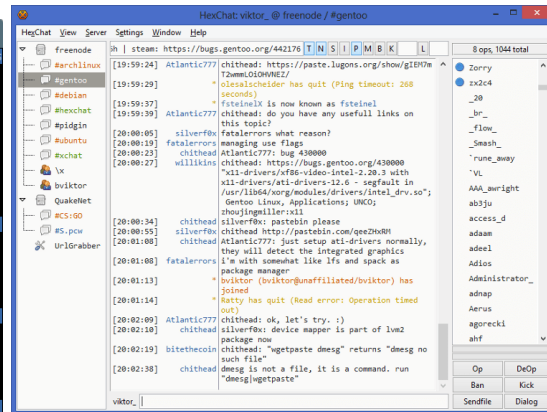 HexChat: viktor_ @ freenode / #gentoo
HexChat View Server Settings Window Help
freenode
#archlinux
#gentoo
#debian
#hexchat
#pidgin
#ubuntu
#xchat
\x
bviktor
QuakeNet
#CS:GO
#S.pcw
UrlGrabber
| steam: https://bugs.gentoo.org/442176 T N S I P M B K L
[19:59:24] Atlantic777 chithead: https://paste.lugons.org/show/gIEM7m
T2wmmLOiOHVNEZ/
[19:59:29] * olesalscheider has quit (Ping timeout: 268
seconds)
[19:59:37] * fsteinelX is now known as fsteinel
[19:59:39] Atlantic777 chithead: do you have any usefull links on
this topic?
[20:00:05] silverf0x fatalerrors what reason?
[20:00:19] fatalerrors managing use flags
[20:00:23] chithead Atlantic777: bug 430000
[20:00:27] willikins chithead: https://bugs.gentoo.org/430000
"x11-drivers/xf86-video-intel-2.20.3 with
x11-drivers/ati-drivers-12.6 - segfault in
/usr/lib64/xorg/modules/drivers/intel_drv.so";
Gentoo Linux, Applications; UNCO;
zhoujingmiller:x11
[20:00:34] chithead silverf0x: pastebin please
[20:00:55] silverf0x chithead http://pastebin.com/qeeZHxRM
[20:01:08] chithead Atlantic777: just setup ati-drivers normally,
they will detect the integrated graphics
[20:01:08] fatalerrors i'm with somewhat like lfs and spack as
package manager
[20:01:13] * bviktor (bviktor@unaffiliated/bviktor) has
joined
[20:01:14] * Ratty has quit (Read error: Operation timed
out)
[20:02:09] Atlantic777 chithead: ok, let's try. :)
[20:02:10] chithead silverf0x: device mapper is part of lvm2
package now
[20:02:19] bitethecoin chithead: "wgetpaste dmesg" returns "dmesg no
such file"
[20:02:38] chithead dmesg is not a file, it is a command. run
"dmesg|wgetpaste"
viktor_
8 ops, 1044 total
Zorry
zx2c4
_20
_br_
_flow_
_Smash_
`rune_away
`VL
AAA_awright
ab3ju
access_d
adaam
adeel
Adios
Administrator_
adnap
Aerus
agorecki
ahf
Op DeOp
Ban Kick
Sendfile Dialog